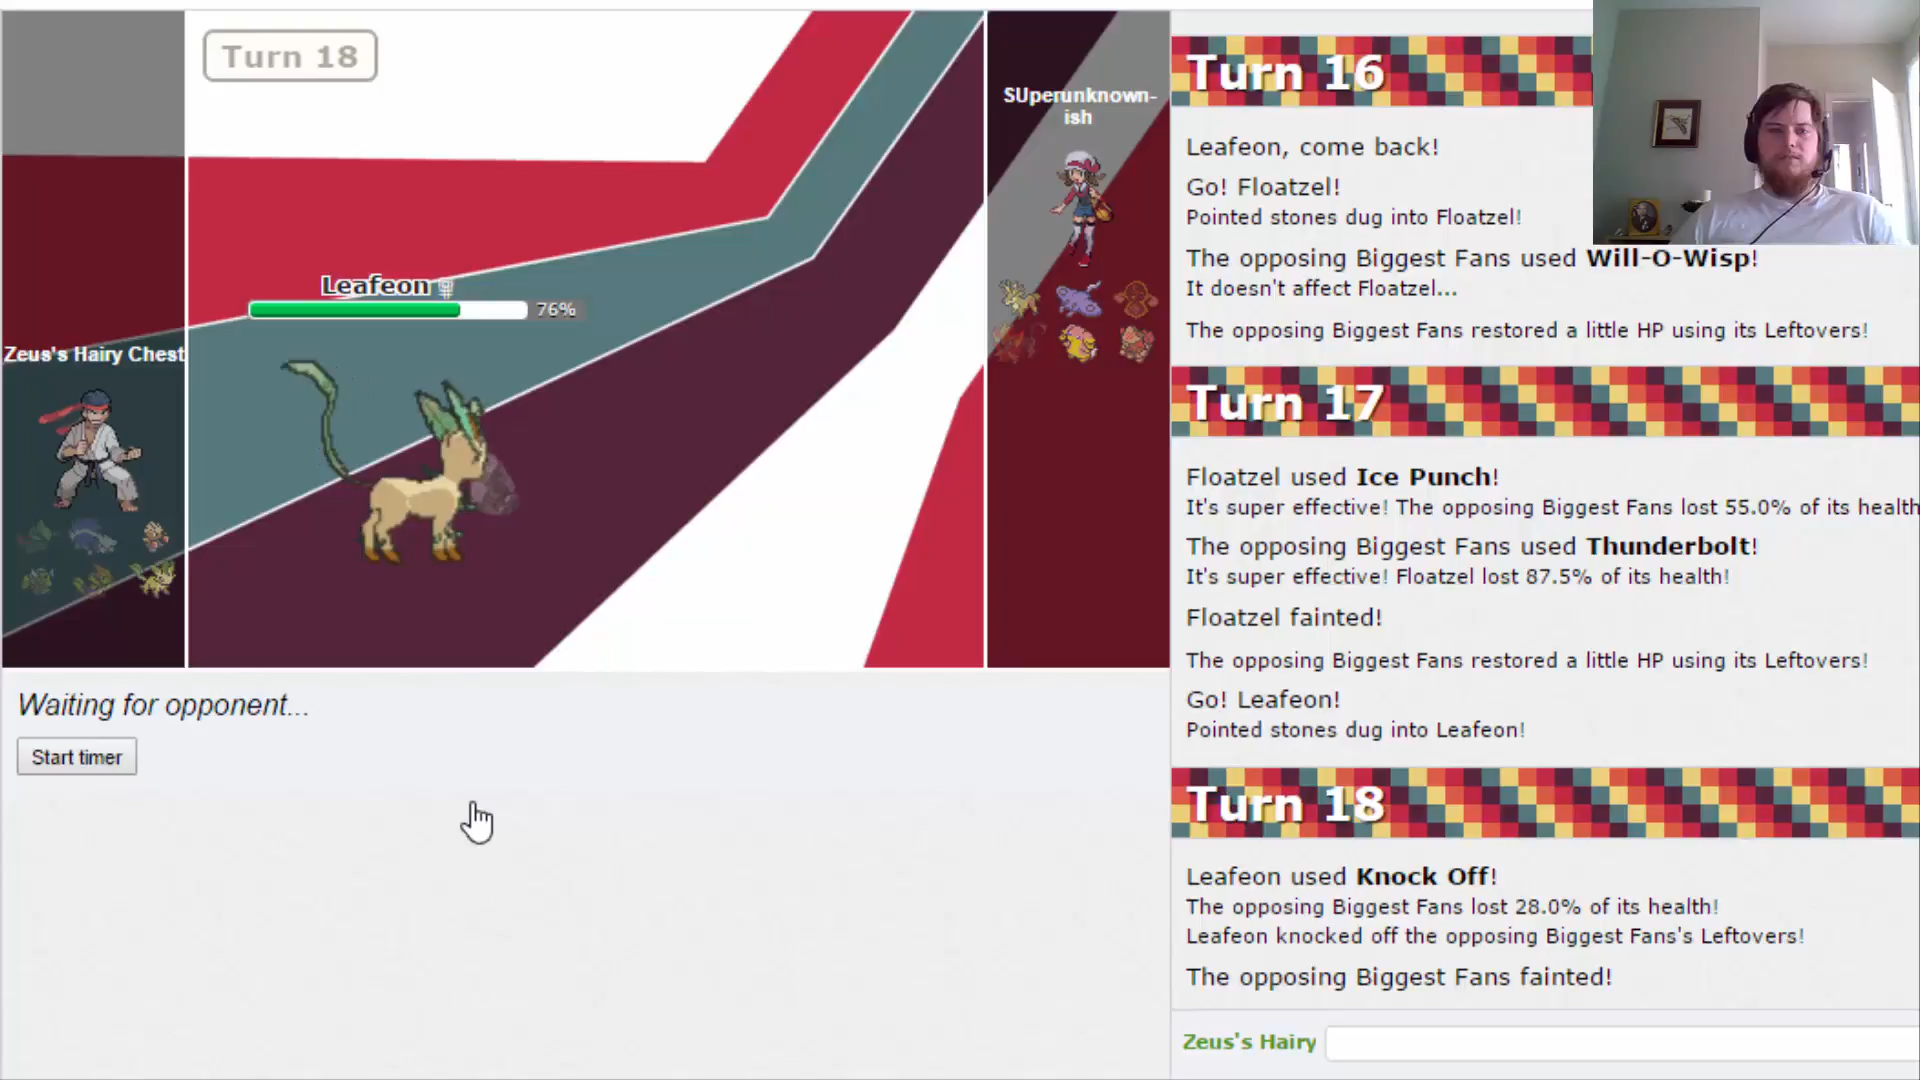 Turn 18
Leafeon
76%
Zeus's Hairy Chest
SUperunknown-
ish
Waiting for opponent...
Start timer
Turn 16
Leafeon, come back!
Go! Floatzel!
Pointed stones dug into Floatzel!
The opposing Biggest Fans used Will-O-Wisp!
It doesn't affect Floatzel...
The opposing Biggest Fans restored a little HP using its Leftovers!
Turn 17
Floatzel used Ice Punch!
It's super effective! The opposing Biggest Fans lost 55.0% of its health
The opposing Biggest Fans used Thunderbolt!
It's super effective! Floatzel lost 87.5% of its health!
Floatzel fainted!
The opposing Biggest Fans restored a little HP using its Leftovers!
Go! Leafeon!
Pointed stones dug into Leafeon!
Turn 18
Leafeon used Knock Off!
The opposing Biggest Fans lost 28.0% of its health!
Leafeon knocked off the opposing Biggest Fans's Leftovers!
The opposing Biggest Fans fainted!
Zeus's Hairy